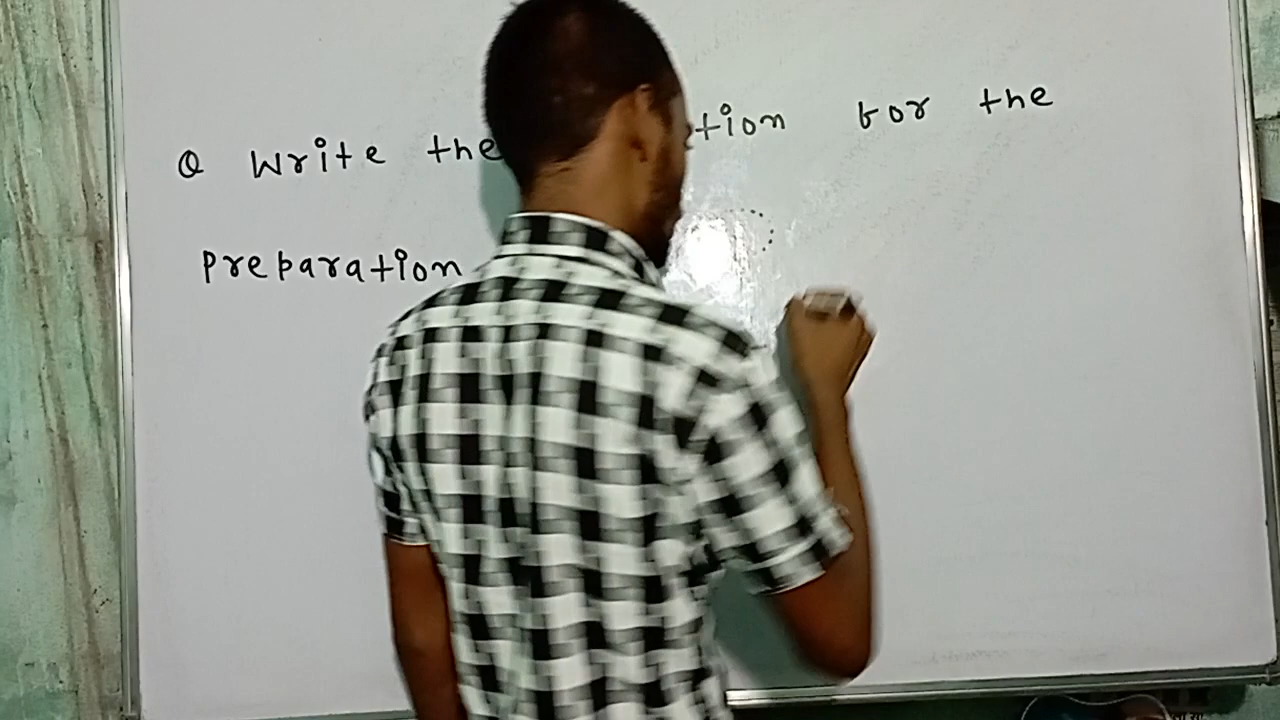 Q Write the tion for the
Preparation